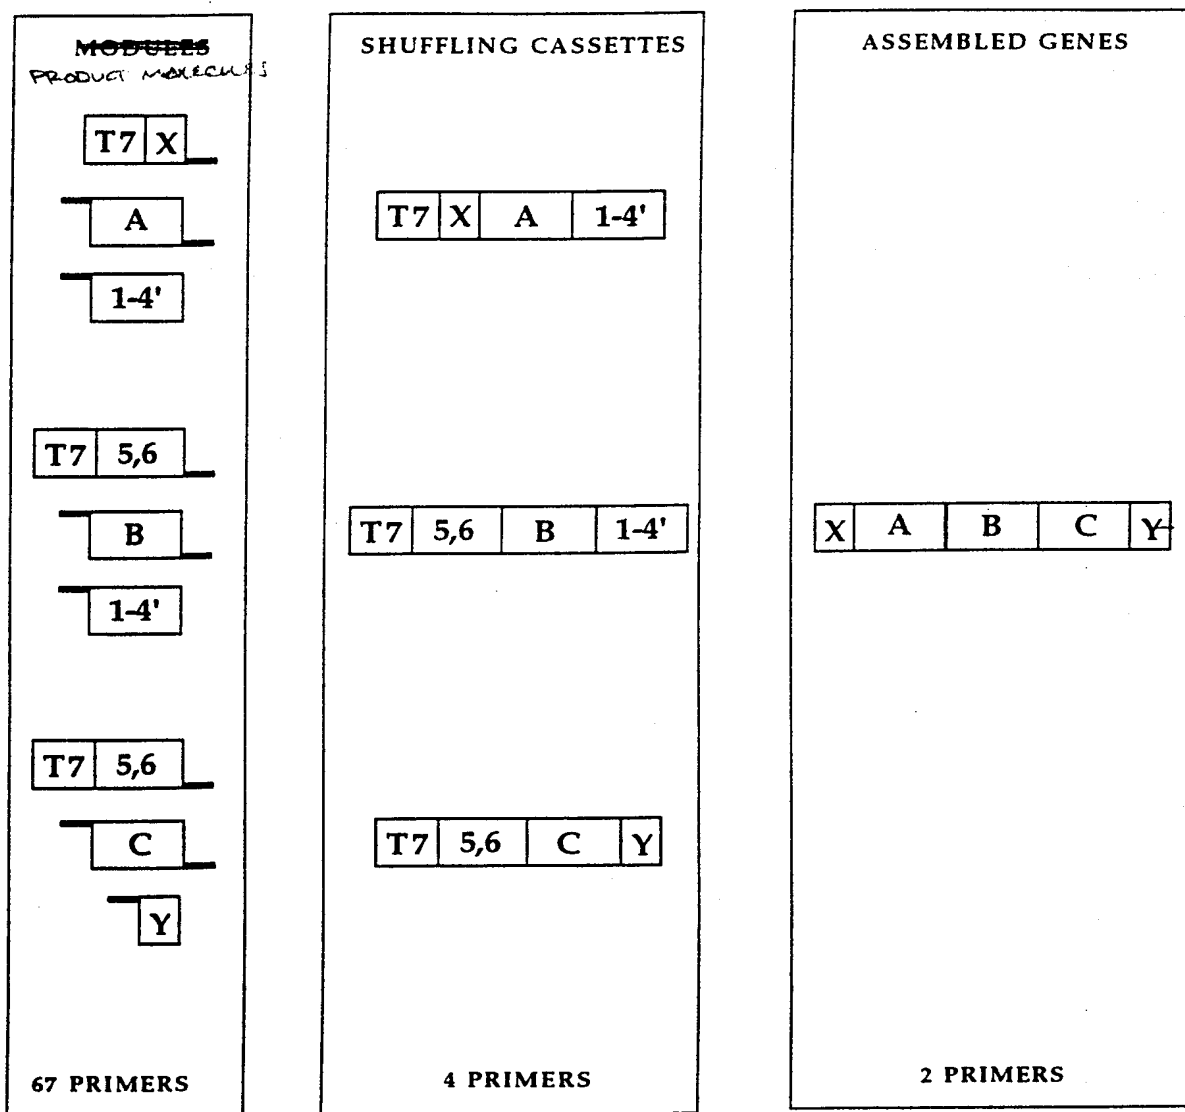 MODULES
PRODUCT MOLECULES
T7 X
A
1-4'
T7 5,6
B
1-4'
T7 5,6
C
Y
67 PRIMERS
SHUFFLING CASSETTES
T7 X A 1-4'
T7 5,6 B 1-4'
T7 5,6 C Y
4 PRIMERS
ASSEMBLED GENES
X A B C Y
2 PRIMERS